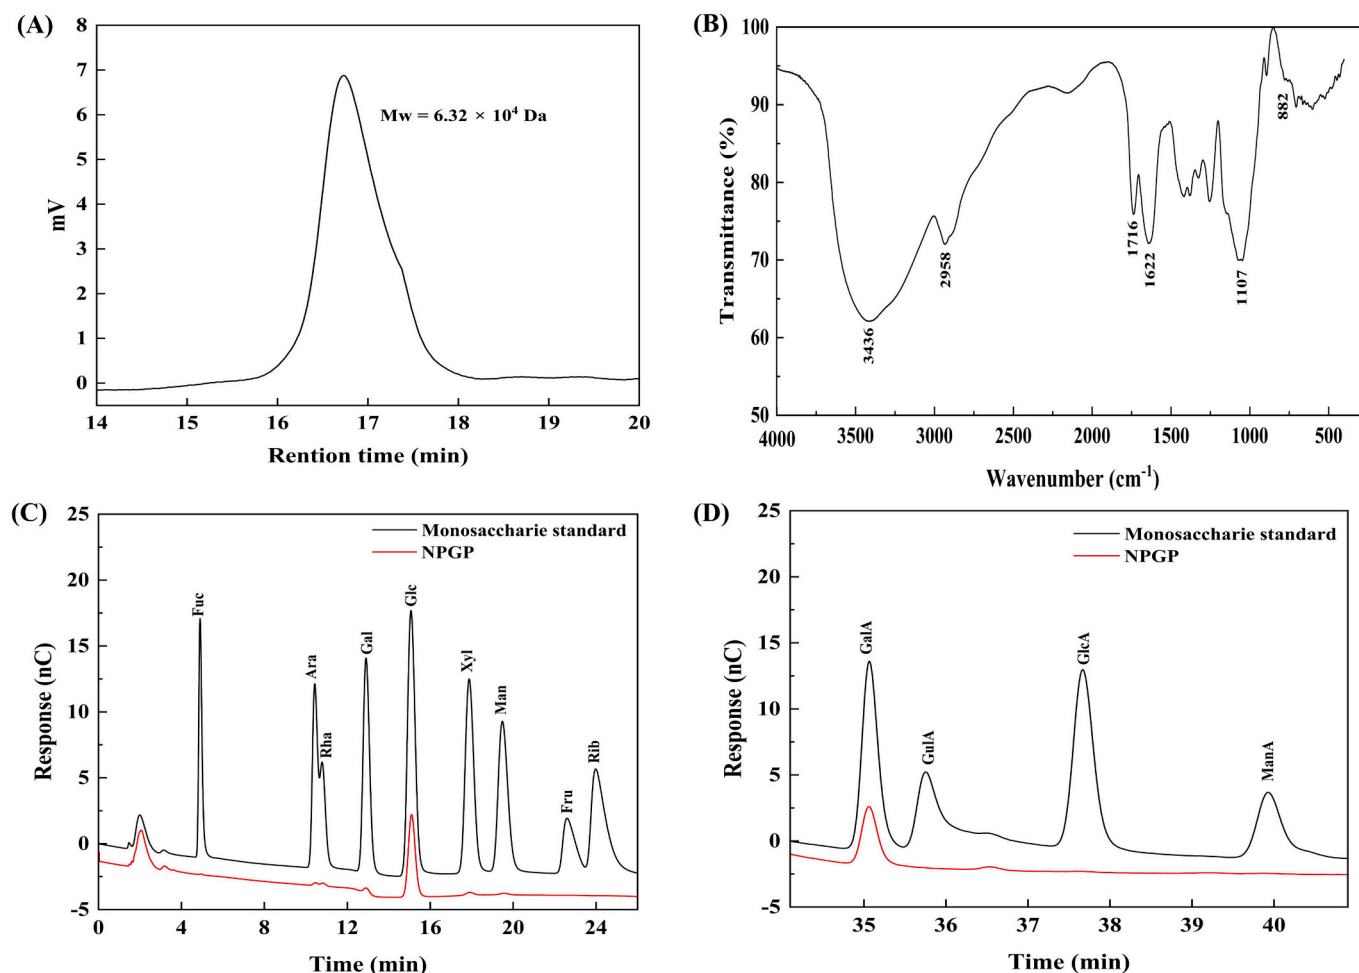 (A)
8
7
6
5
4
3
2
1
0
mV
Mw = 6.32 × 10⁴ Da
14 15 16 17 18 19 20
Rention time (min)
(B)
100
90
80
70
60
50
Transmittance (%)
3436
2958
1716
1622
1107
882
4000 3500 3000 2500 2000 1500 1000 500
Wavenumber (cm⁻¹)
(C)
25
20
15
10
5
0
-5
Response (nC)
Monosaccharie standard
NPGP
Fuc
Ara
Rha
Gal
Glc
Xyl
Man
Fru
Rib
0 4 8 12 16 20 24
Time (min)
(D)
25
20
15
10
5
0
-5
Response (nC)
Monosaccharie standard
NPGP
GalA
GulA
GlcA
ManA
35 36 37 38 39 40
Time (min)